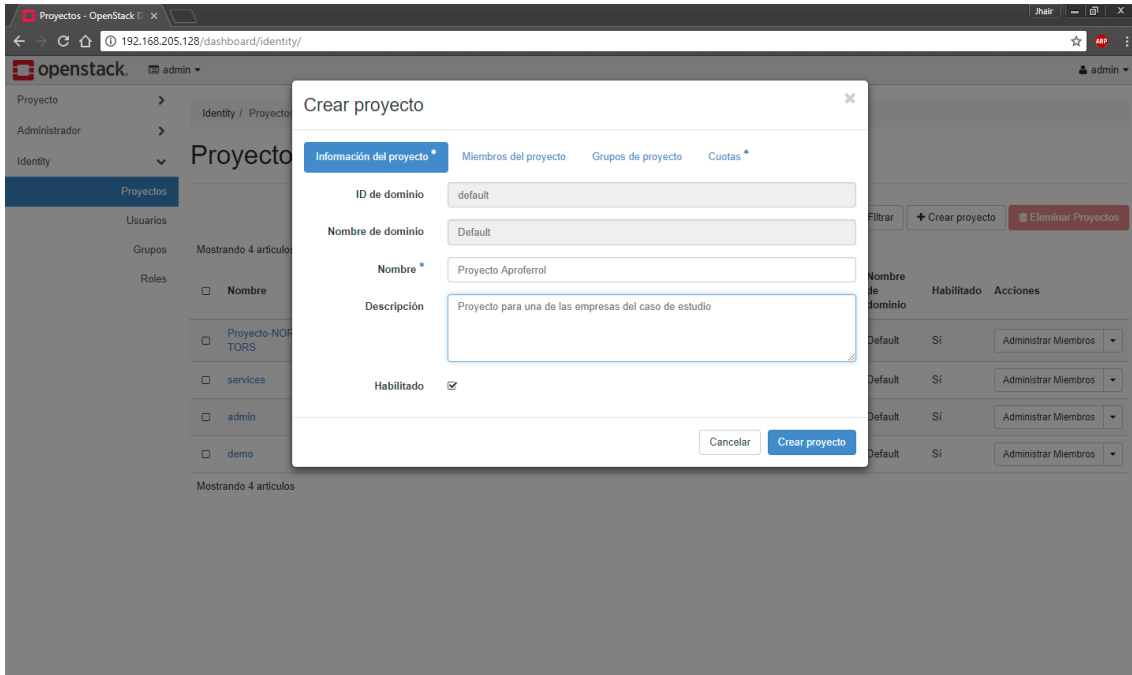 Proyectos - OpenStack D
Jhair
192.168.205.128/dashboard/identity/
ABP
openstack. admin
admin
Proyecto
Administrador
Identity
Proyectos
Usuarios
Grupos
Roles
Identity / Proyectos
Proyecto
Filtrar
+ Crear proyecto
Eleminar Proyectos
Mostrando 4 articulos
Nombre
Nombre de dominio
Habilitado
Acciones
Proyecto-NOR
TORS
Default
Sí
Administrar Miembros
services
Default
Sí
Administrar Miembros
admin
Default
Sí
Administrar Miembros
demo
Default
Sí
Administrar Miembros
Mostrando 4 articulos
Crear proyecto
Información del proyecto *
Miembros del proyecto
Grupos de proyecto
Cuotas *
ID de dominio
default
Nombre de dominio
Default
Nombre *
Proyecto Aproferrol
Descripción
Proyecto para una de las empresas del caso de estudio
Habilitado
Cancelar
Crear proyecto